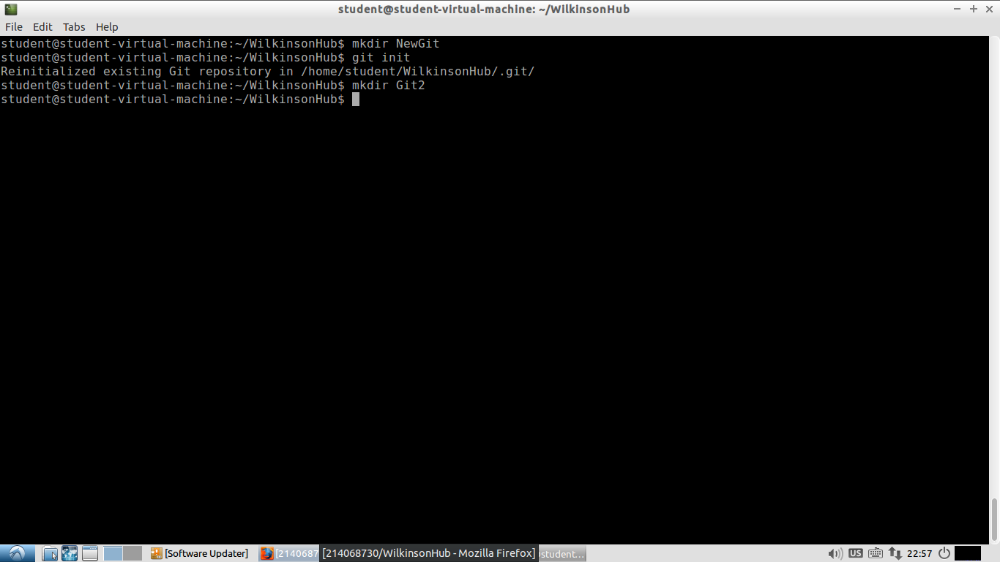 student@student-virtual-machine: ~/WilkinsonHub
File Edit Tabs Help
student@student-virtual-machine:~/WilkinsonHub$ mkdir NewGit
student@student-virtual-machine:~/WilkinsonHub$ git init
Reinitialized existing Git repository in /home/student/WilkinsonHub/.git/
student@student-virtual-machine:~/WilkinsonHub$ mkdir Git2
student@student-virtual-machine:~/WilkinsonHub$
[Software Updater] [2140687 [214068730/WilkinsonHub - Mozilla Firefox] student... US 22:57